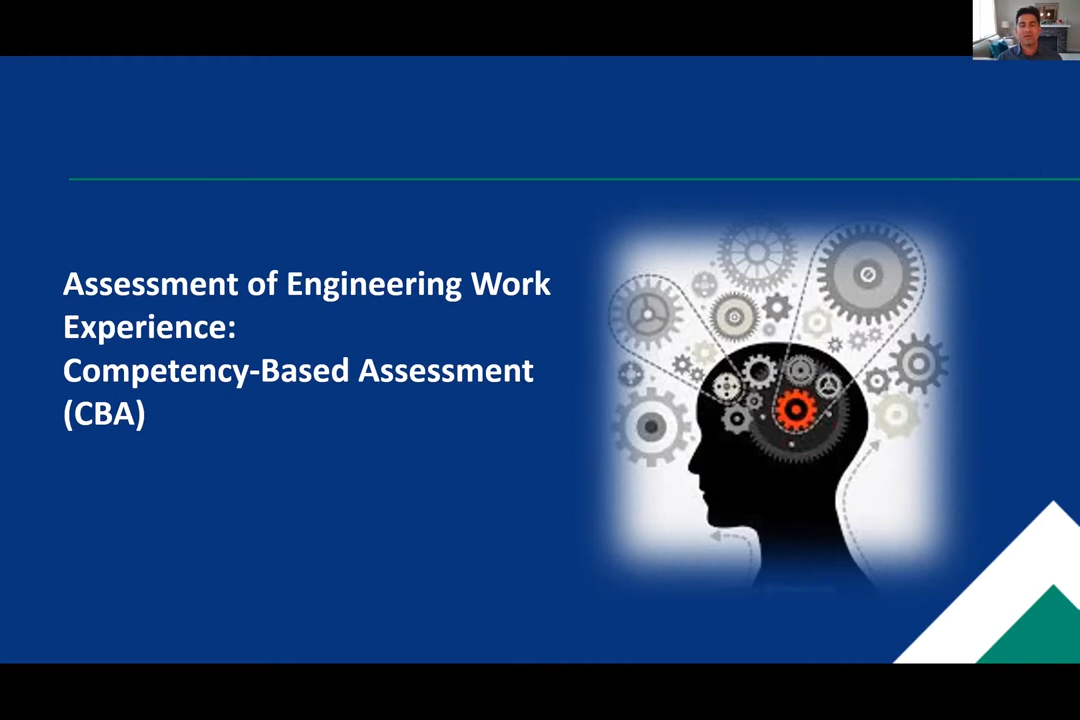 Assessment of Engineering Work
Experience:
Competency-Based Assessment
(CBA)